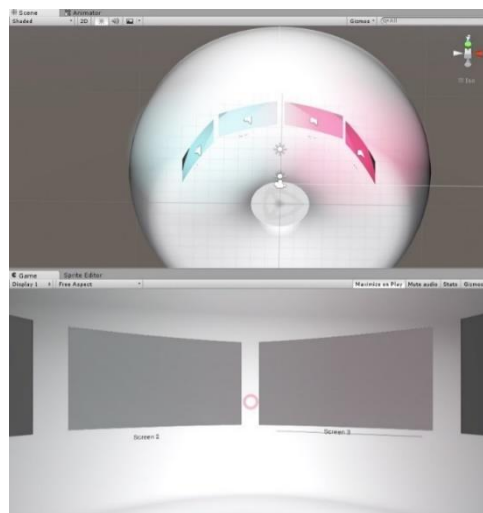 Scene Animator
Shaded 2D Gizmos All
Game Sprite Editor
Display 1 Free Aspect Maximize on Play Mute audio Stats Gizmos
Screen 2
Screen 3